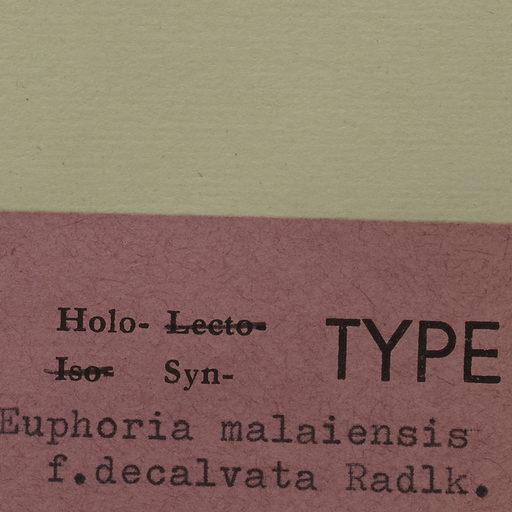 Holo- Lecto- TYPE
Iso- Syn-
Euphoria malaiensis
f.decalvata Radlk.